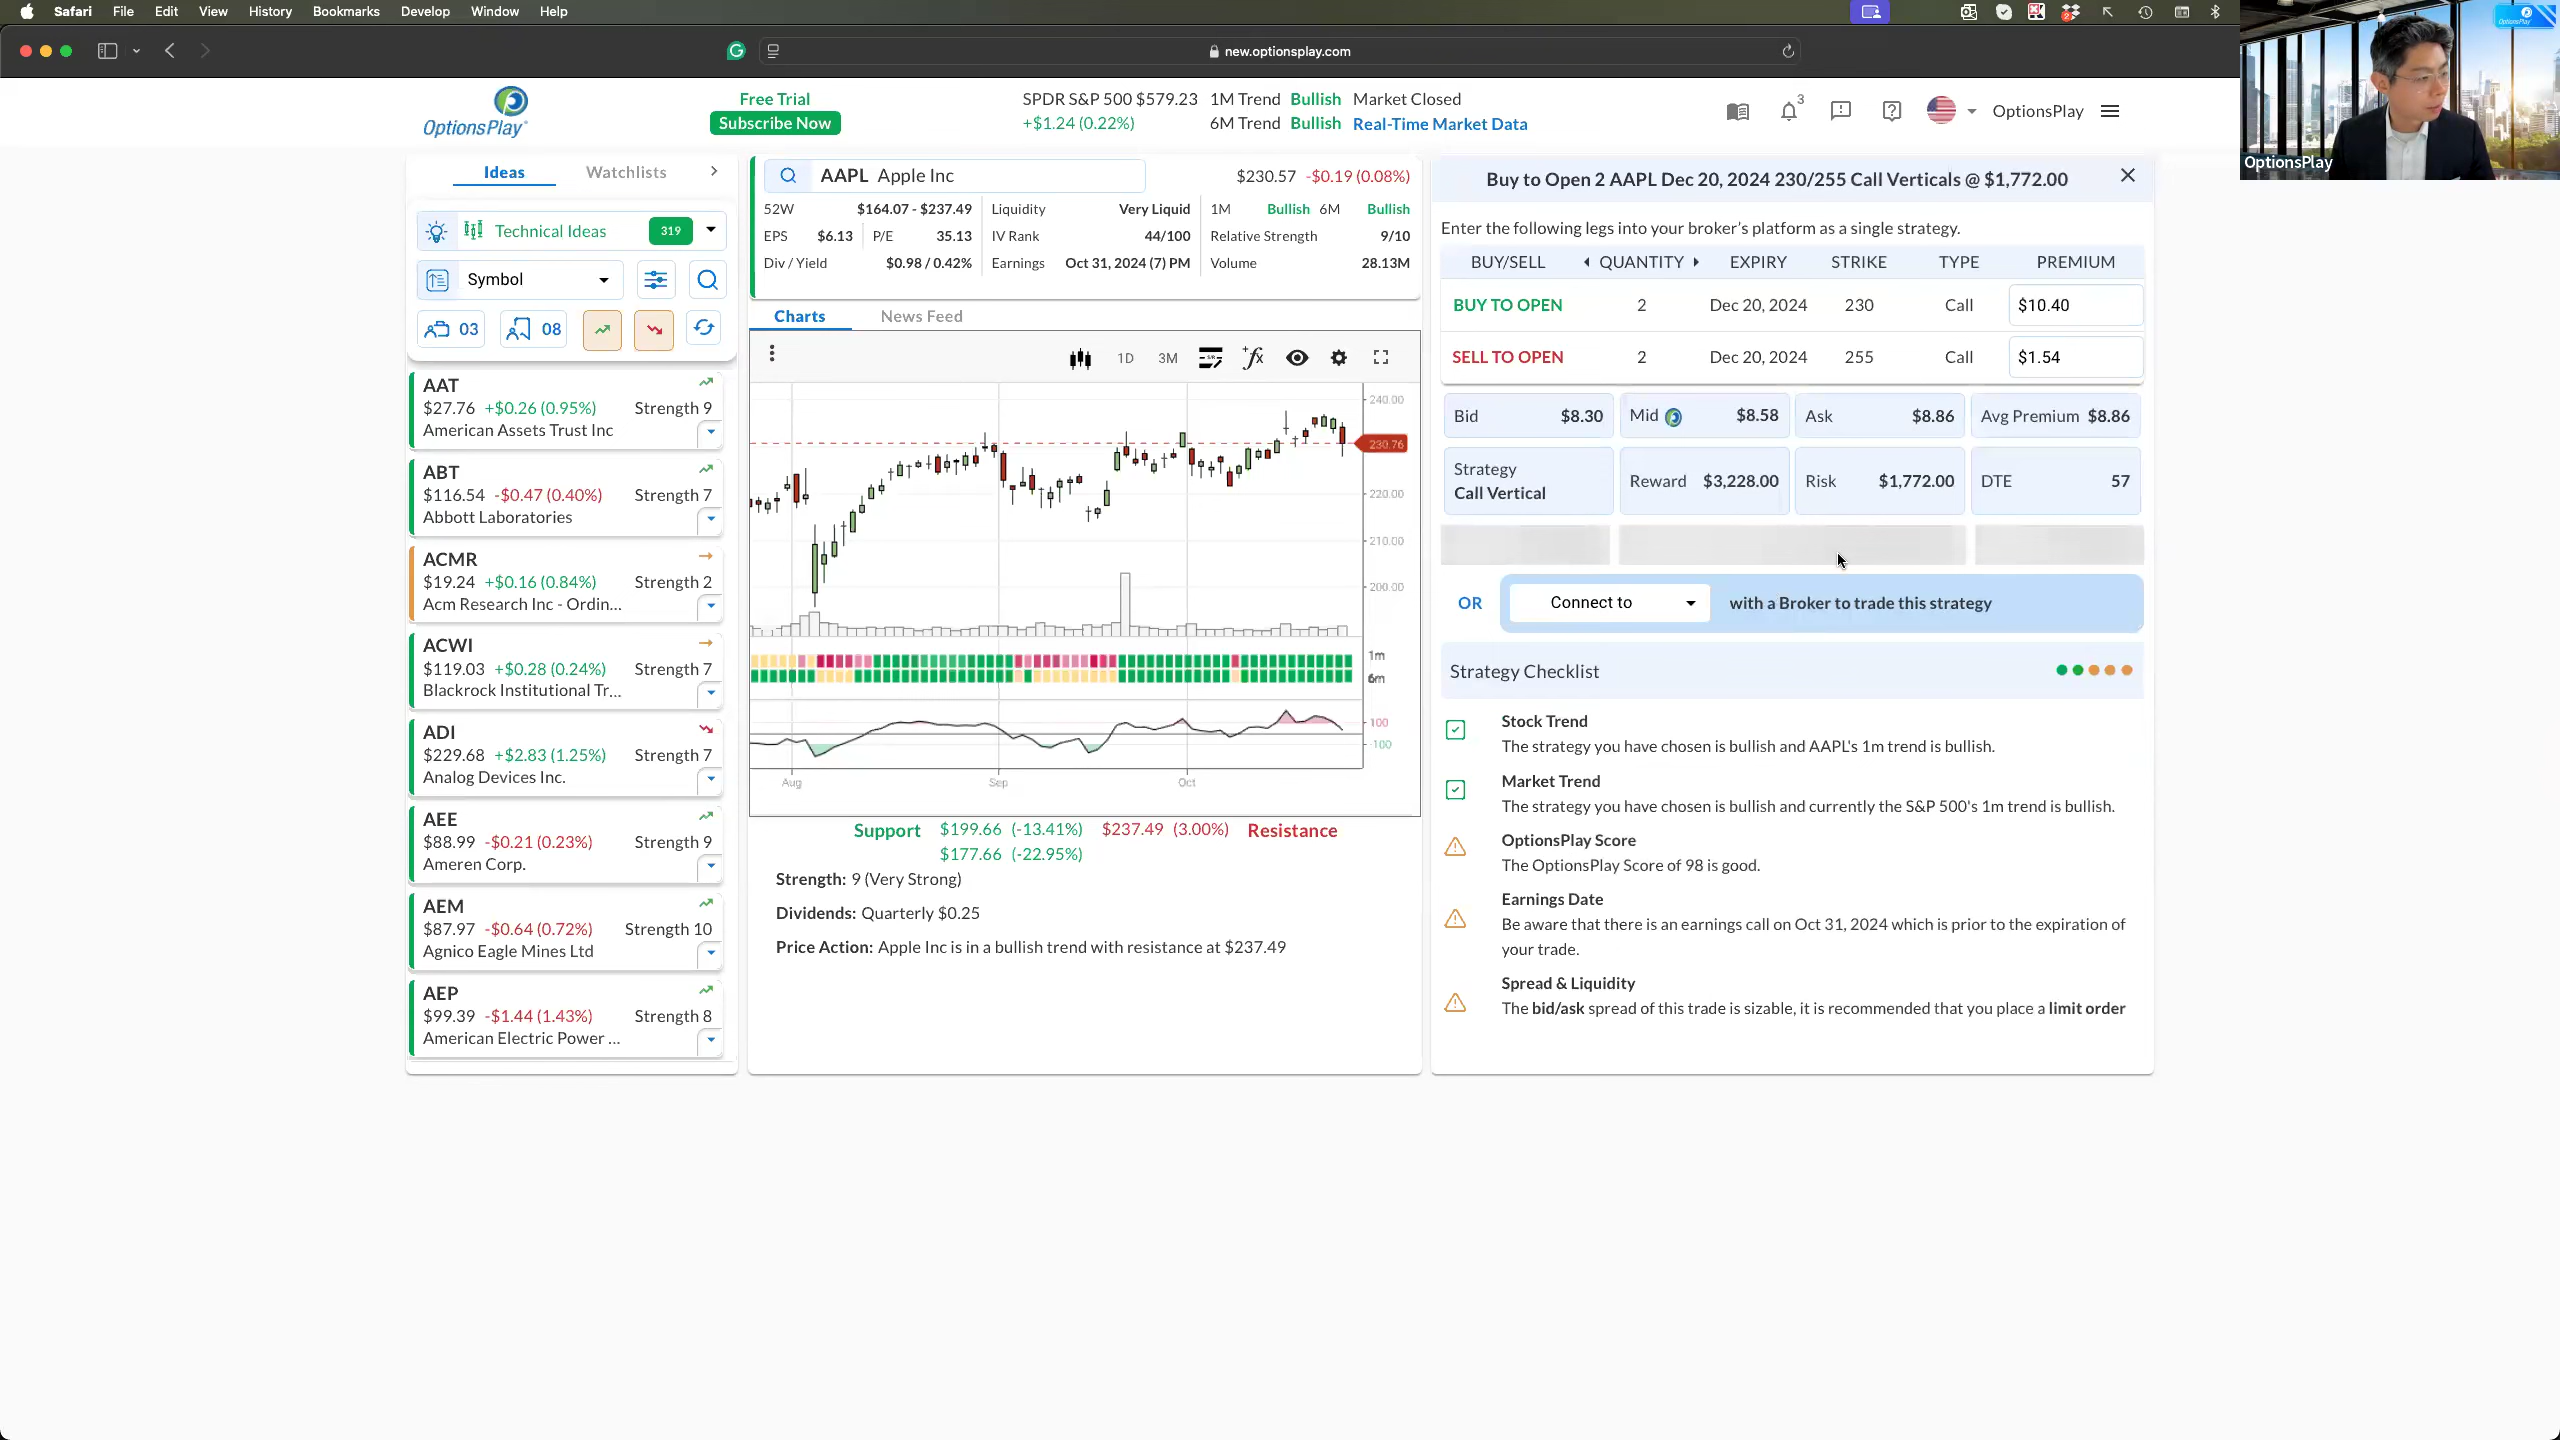 Safari File Edit View History Bookmarks Develop Window Help
new.optionsplay.com
OptionsPlay
Free Trial
Subscribe Now
SPDR S&P 500 $579.23 1M Trend Bullish Market Closed
+$1.24 (0.22%) 6M Trend Bullish Real-Time Market Data
3
OptionsPlay
OptionsPlay
OptionsPlay
Ideas Watchlists
Technical Ideas 319
Symbol
03 08
AAT
$27.76 +$0.26 (0.95%) Strength 9
American Assets Trust Inc
ABT
$116.54 -$0.47 (0.40%) Strength 7
Abbott Laboratories
ACMR
$19.24 +$0.16 (0.84%) Strength 2
Acm Research Inc - Ordin...
ACWI
$119.03 +$0.28 (0.24%) Strength 7
Blackrock Institutional Tr...
ADI
$229.68 +$2.83 (1.25%) Strength 7
Analog Devices Inc.
AEE
$88.99 -$0.21 (0.23%) Strength 9
Ameren Corp.
AEM
$87.97 -$0.64 (0.72%) Strength 10
Agnico Eagle Mines Ltd
AEP
$99.39 -$1.44 (1.43%) Strength 8
American Electric Power ...
AAPL Apple Inc $230.57 -$0.19 (0.08%)
52W $164.07 - $237.49 Liquidity Very Liquid 1M Bullish 6M Bullish
EPS $6.13 P/E 35.13 IV Rank 44/100 Relative Strength 9/10
Div / Yield $0.98 / 0.42% Earnings Oct 31, 2024 (7) PM Volume 28.13M
Charts News Feed
1D 3M
240.00
230.76
220.00
210.00
200.00
1m
6m
100
-100
Aug Sep Oct
Support $199.66 (-13.41%) $237.49 (3.00%) Resistance
$177.66 (-22.95%)
Strength: 9 (Very Strong)
Dividends: Quarterly $0.25
Price Action: Apple Inc is in a bullish trend with resistance at $237.49
Buy to Open 2 AAPL Dec 20, 2024 230/255 Call Verticals @ $1,772.00
Enter the following legs into your broker's platform as a single strategy.
BUY/SELL QUANTITY EXPIRY STRIKE TYPE PREMIUM
BUY TO OPEN 2 Dec 20, 2024 230 Call $10.40
SELL TO OPEN 2 Dec 20, 2024 255 Call $1.54
Bid $8.30 Mid $8.58 Ask $8.86 Avg Premium $8.86
Strategy
Call Vertical Reward $3,228.00 Risk $1,772.00 DTE 57
OR Connect to with a Broker to trade this strategy
Strategy Checklist
Stock Trend
The strategy you have chosen is bullish and AAPL's 1m trend is bullish.
Market Trend
The strategy you have chosen is bullish and currently the S&P 500's 1m trend is bullish.
OptionsPlay Score
The OptionsPlay Score of 98 is good.
Earnings Date
Be aware that there is an earnings call on Oct 31, 2024 which is prior to the expiration of
your trade.
Spread & Liquidity
The bid/ask spread of this trade is sizable, it is recommended that you place a limit order